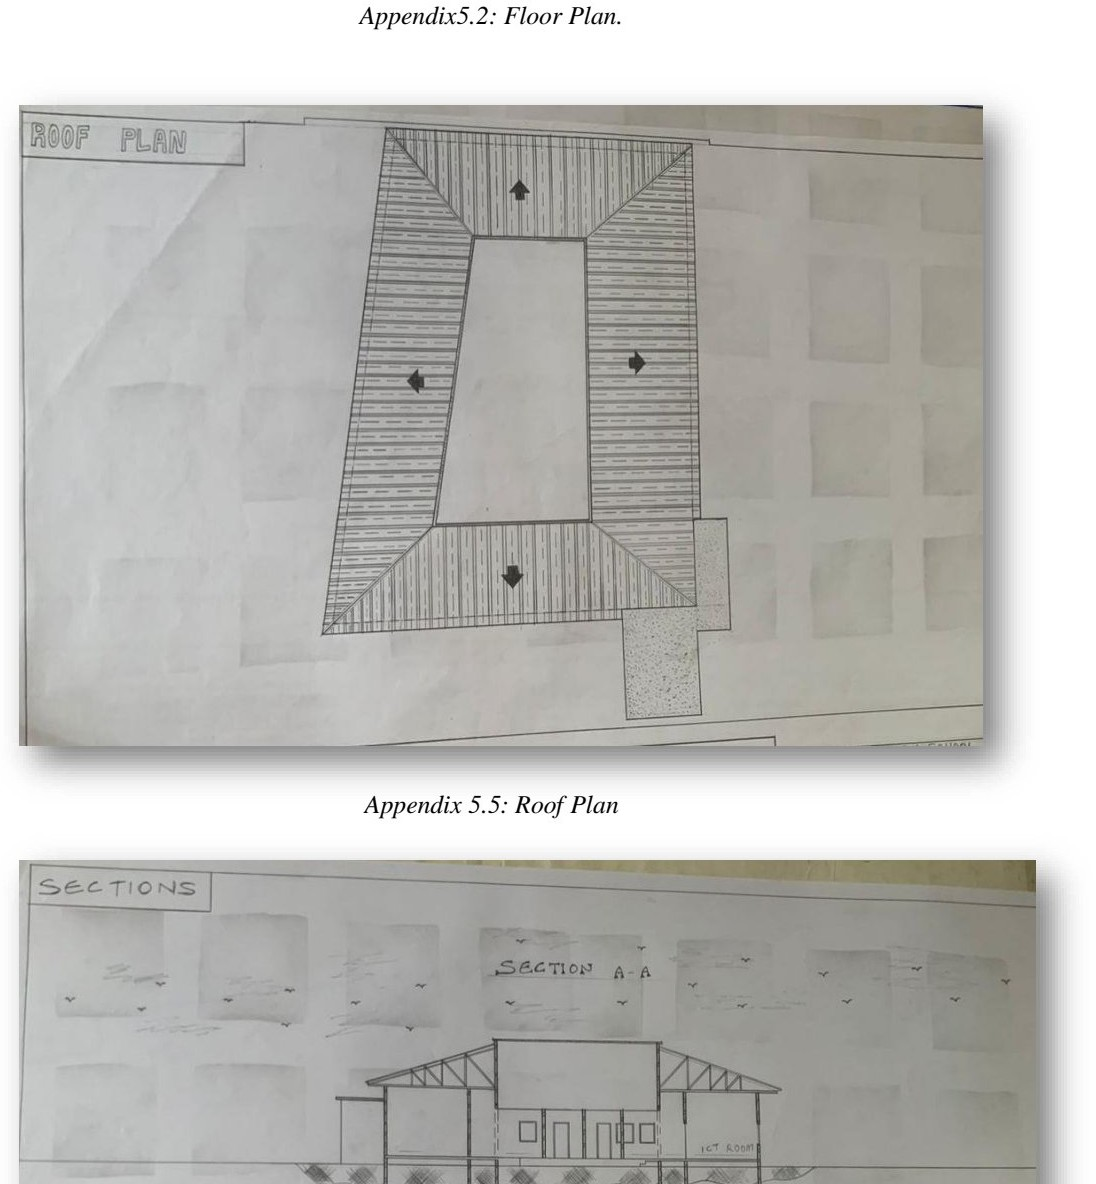 Appendix5.2: Floor Plan.
ROOF PLAN
Appendix 5.5: Roof Plan
SECTIONS
SECTION A-A
ICT ROOM